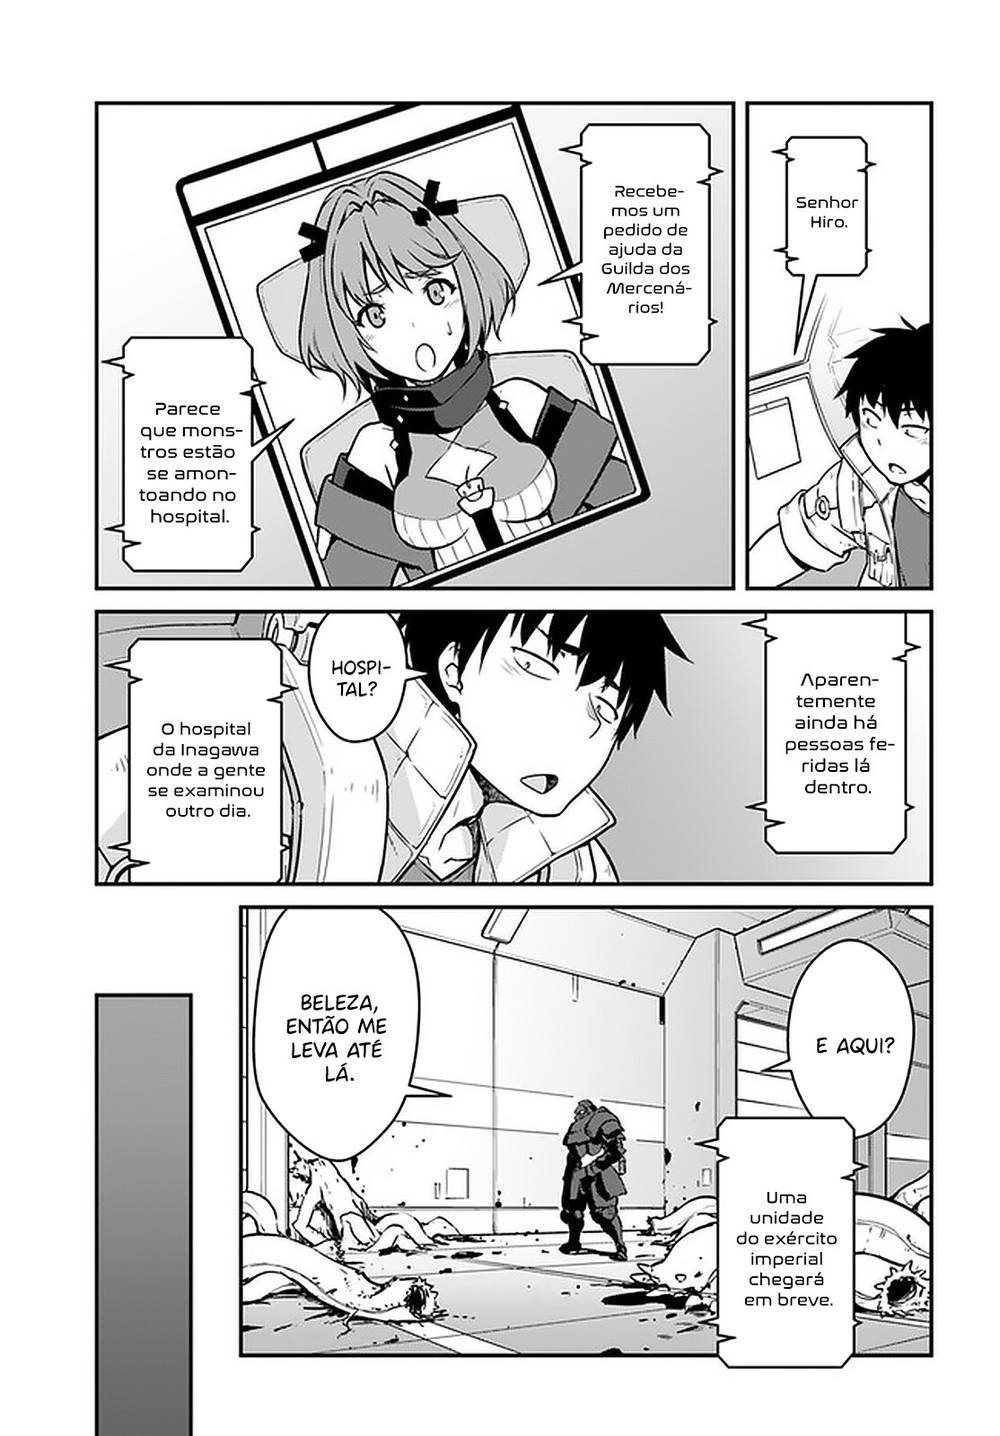 Senhor
Hiro.
Recebe-
mos um
pedido de
ajuda da
Guilda dos
Mercená-
rios!
Parece
que mons-
tros estão
se amon-
toando no
hospital.
Aparen-
temente
ainda há
pessoas fe-
ridas lá
dentro.
HOSPI-
TAL?
O hospital
da Inagawa
onde a gente
se examinou
outro dia.
E AQUI?
Uma
unidade
do exército
imperial
chegará
em breve.
BELEZA,
ENTÃO ME
LEVA ATÉ
LÁ.